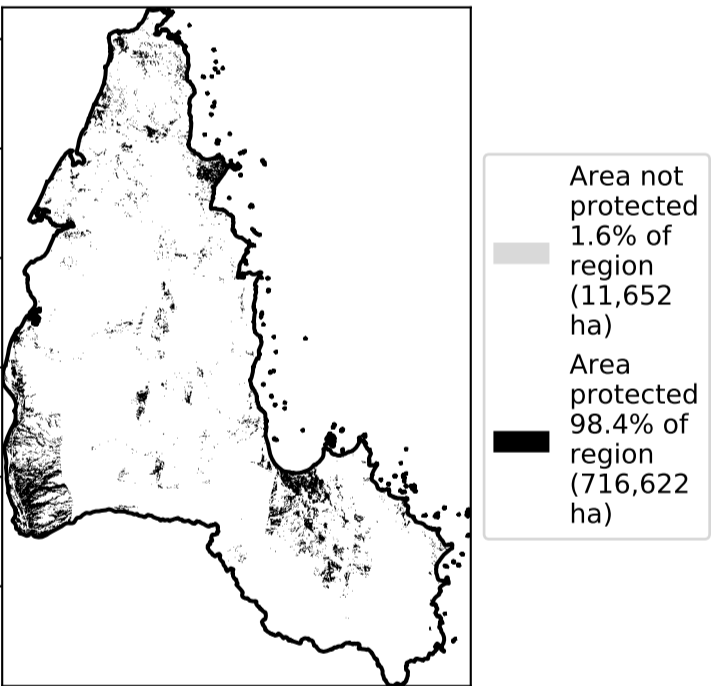 Area not
protected
1.6% of
region
(11,652
ha)
Area
protected
98.4% of
region
(716,622
ha)